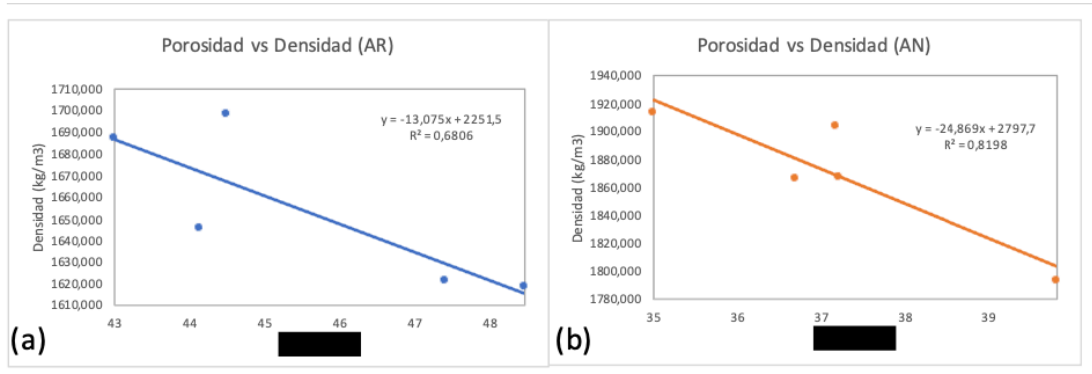 Porosidad vs Densidad (AR)
1710,000
1700,000
1690,000
1680,000
1670,000
1660,000
1650,000
1640,000
1630,000
1620,000
1610,000
Densidad (kg/m3)
y = -13,075x + 2251,5
R² = 0,6806
43 44 45 46 47 48
(a)
Porosidad vs Densidad (AN)
1940,000
1920,000
1900,000
1880,000
1860,000
1840,000
1820,000
1800,000
1780,000
Densidad (kg/m3)
y = -24,869x + 2797,7
R² = 0,8198
35 36 37 38 39
(b)